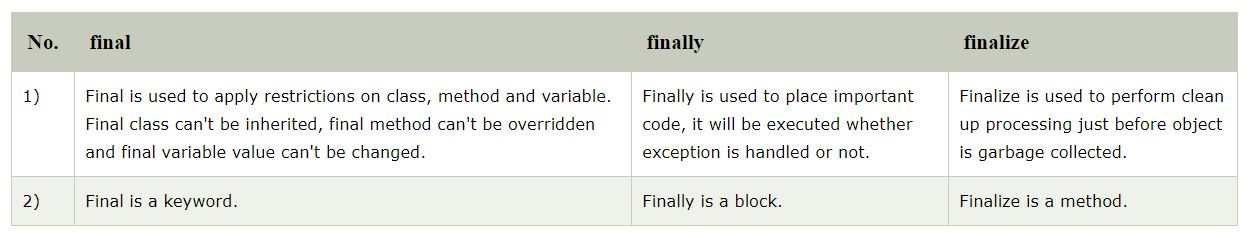 No. final finally finalize
1) Final is used to apply restrictions on class, method and variable.
Final class can't be inherited, final method can't be overridden
and final variable value can't be changed.
Finally is used to place important
code, it will be executed whether
exception is handled or not.
Finalize is used to perform clean
up processing just before object
is garbage collected.
2) Final is a keyword. Finally is a block. Finalize is a method.